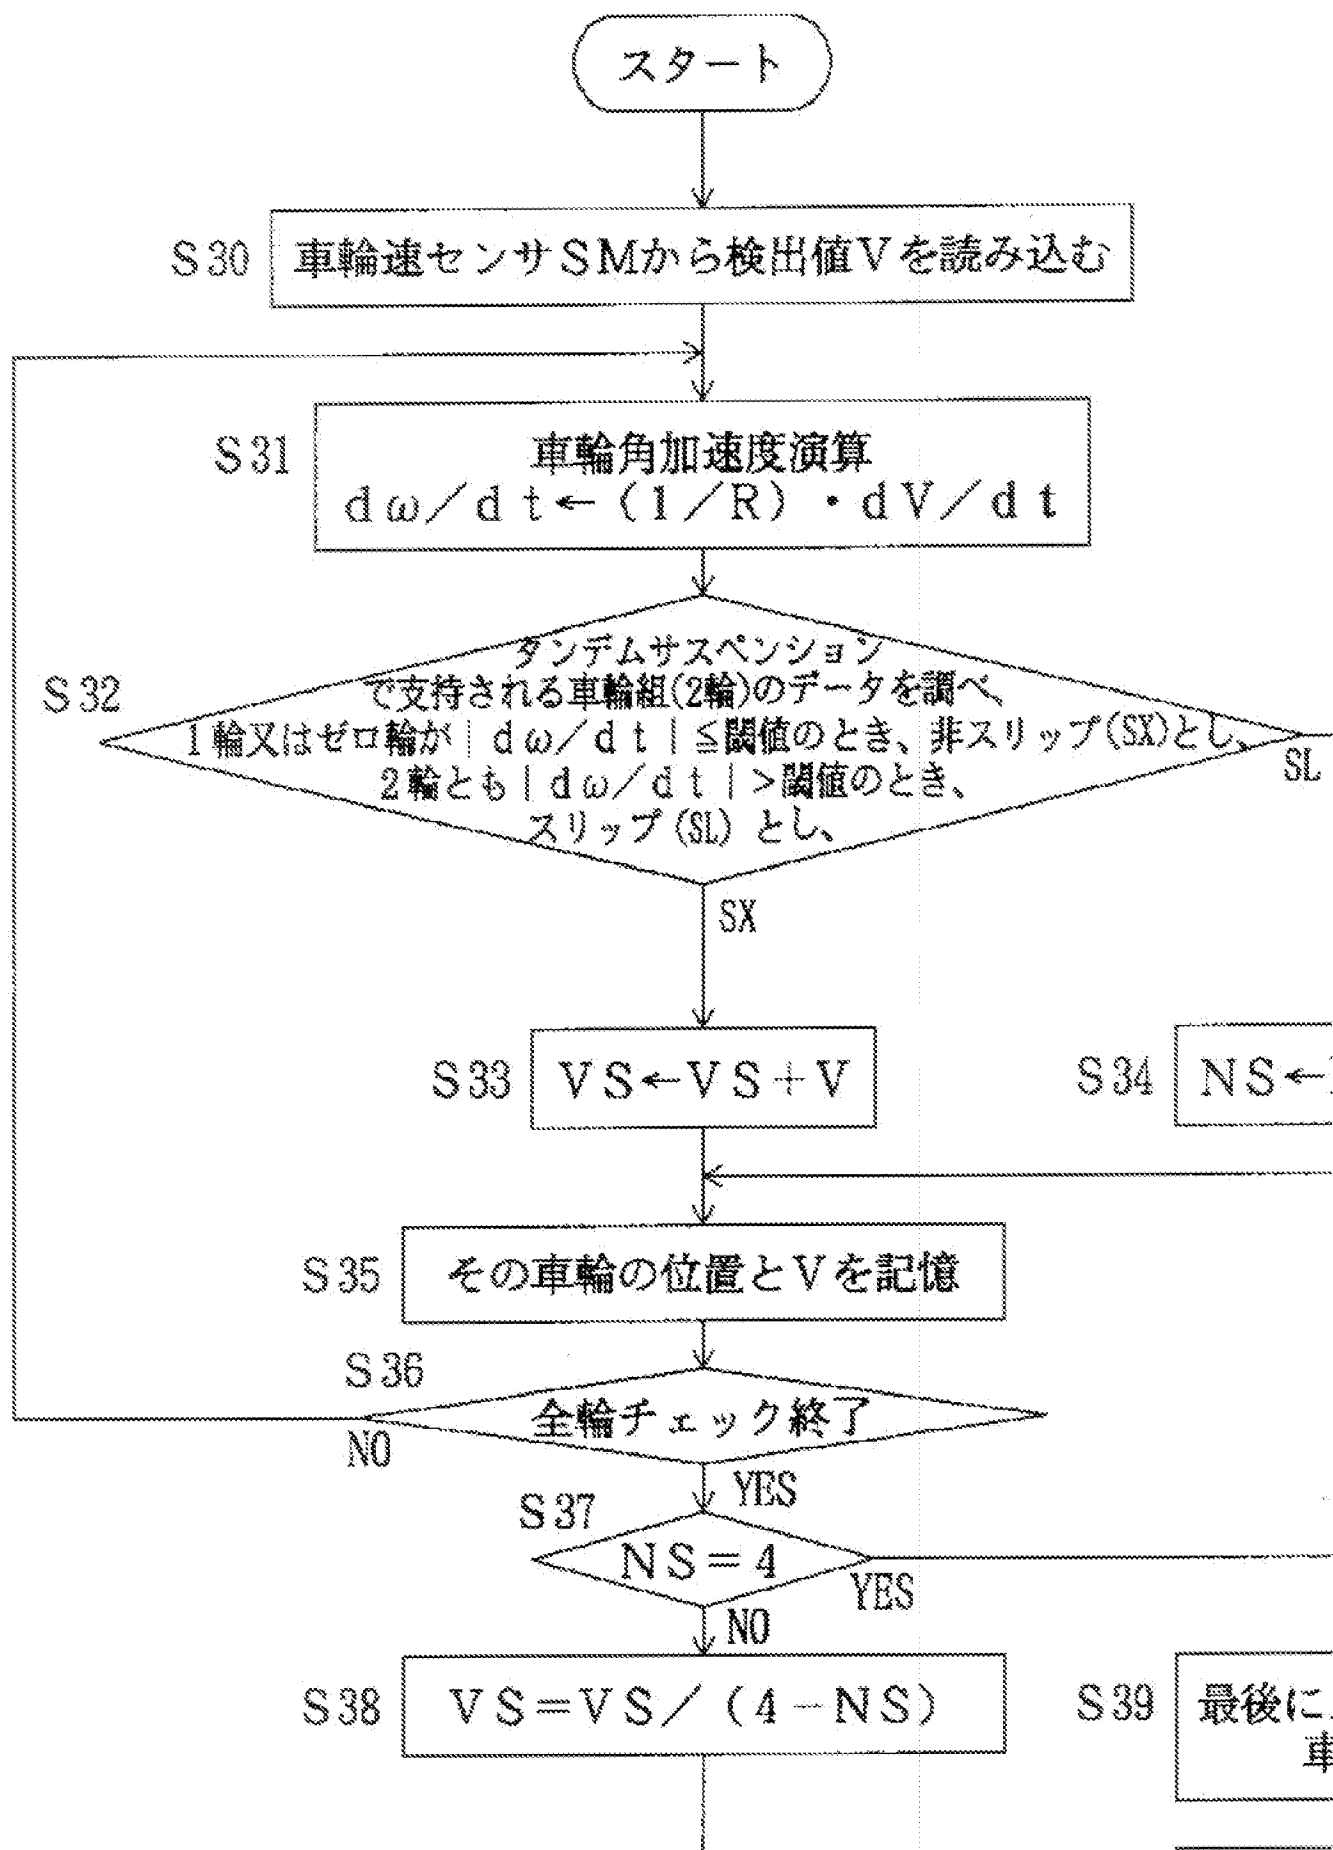 スタート
S30 車輪速センサSMから検出値Vを読み込む
S31 車輪角加速度演算
dω/dt←(1/R)・dV/dt
S32 タンデムサスペンション
で支持される車輪組(2輪)のデータを調べ、
1輪又はゼロ輪が|dω/dt|≦閾値のとき、非スリップ(SX)とし、
2輪とも|dω/dt|>閾値のとき、
スリップ(SL)とし、
SL
SX
S33 VS←VS+V
S34 NS←
S35 その車輪の位置とVを記憶
S36 全輪チェック終了
NO
YES
S37 NS=4
YES
NO
S38 VS=VS/(4-NS)
S39 最後に
車